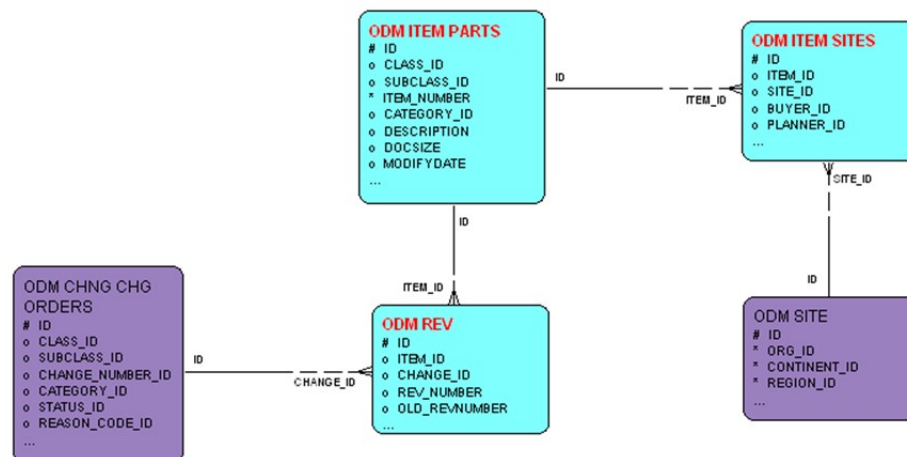 ODM ITEM PARTS
# ID
o CLASS_ID
o SUBCLASS_ID
* ITEM_NUMBER
o CATEGORY_ID
o DESCRIPTION
o DOCSIZE
o MODIFYDATE
...
ID
ITEM_ID
ODM ITEM SITES
# ID
o ITEM_ID
o SITE_ID
o BUYER_ID
o PLANNER_ID
...
SITE_ID
ID
ID
ITEM_ID
ODM CHNG CHG
ORDERS
# ID
o CLASS_ID
o SUBCLASS_ID
o CHANGE_NUMBER_ID
o CATEGORY_ID
o STATUS_ID
o REASON_CODE_ID
...
ID
CHANGE_ID
ODM REV
# ID
o ITEM_ID
o CHANGE_ID
o REV_NUMBER
o OLD_REVNUMBER
...
ODM SITE
# ID
* ORG_ID
* CONTINENT_ID
* REGION_ID
...